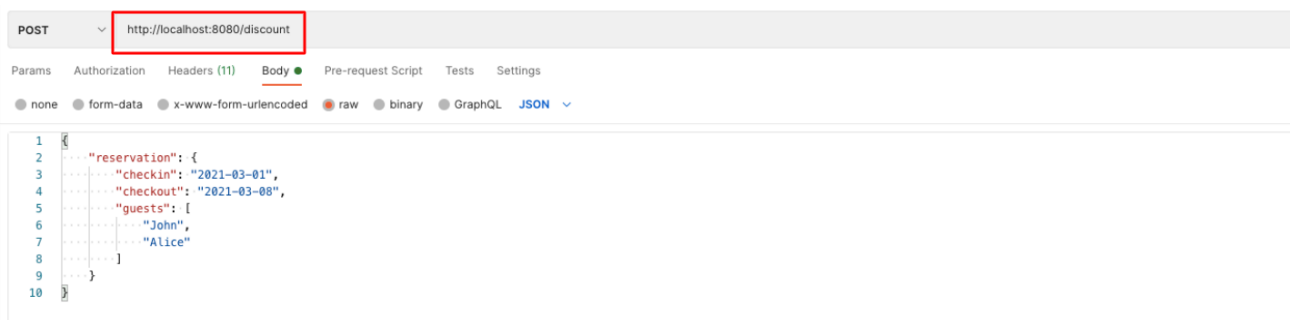 POST http://localhost:8080/discount
Params Authorization Headers (11) Body Pre-request Script Tests Settings
none form-data x-www-form-urlencoded raw binary GraphQL JSON
1 {
2 "reservation": {
3 "checkin": "2021-03-01",
4 "checkout": "2021-03-08",
5 "guests": [
6 "John",
7 "Alice"
8 ]
9 }
10 }